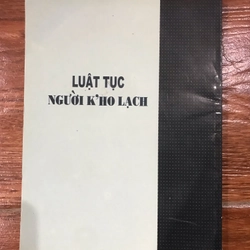 LUẬT TỤC
NGƯỜI K'HO LẠCH